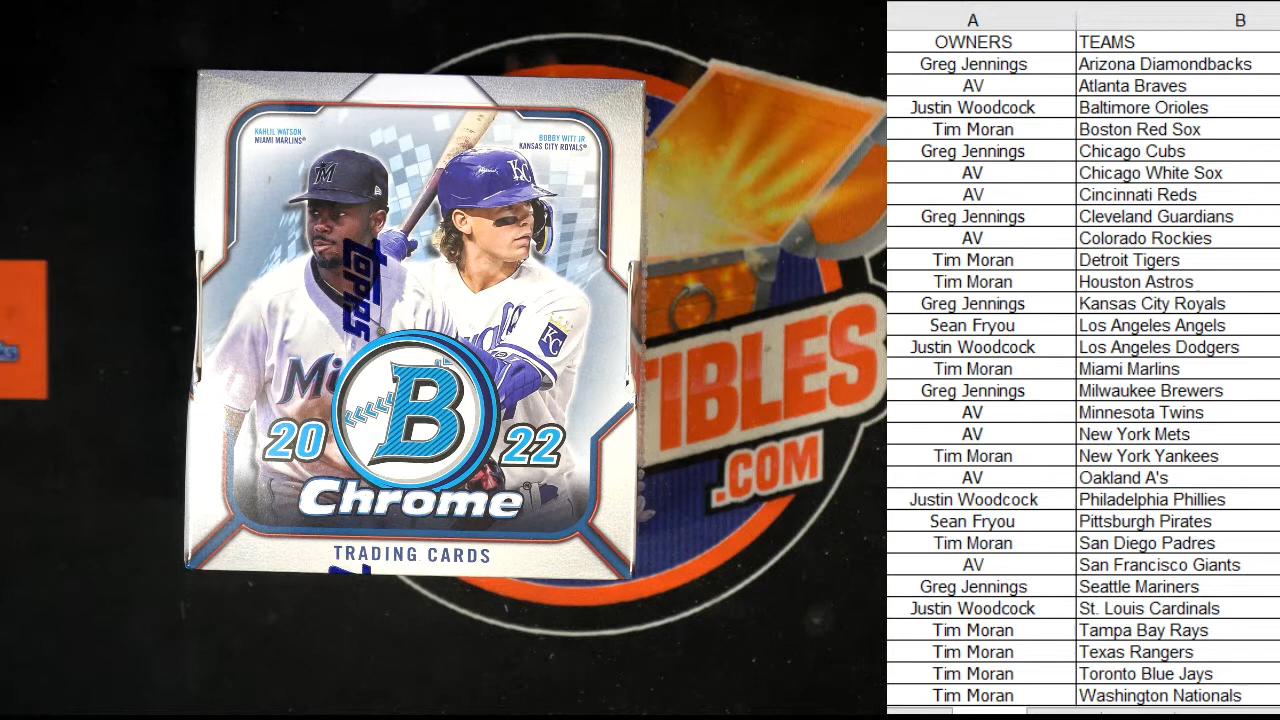 KAHLIL WATSON
MIAMI MARLINS®
BOBBY WITT JR
KANSAS CITY ROYALS®
topps
KC
KC
M
Mi
20 B 22
Chrome
TRADING CARDS
TIBLES
.COM
A B
OWNERS TEAMS
Greg Jennings Arizona Diamondbacks
AV Atlanta Braves
Justin Woodcock Baltimore Orioles
Tim Moran Boston Red Sox
Greg Jennings Chicago Cubs
AV Chicago White Sox
AV Cincinnati Reds
Greg Jennings Cleveland Guardians
AV Colorado Rockies
Tim Moran Detroit Tigers
Tim Moran Houston Astros
Greg Jennings Kansas City Royals
Sean Fryou Los Angeles Angels
Justin Woodcock Los Angeles Dodgers
Tim Moran Miami Marlins
Greg Jennings Milwaukee Brewers
AV Minnesota Twins
AV New York Mets
Tim Moran New York Yankees
AV Oakland A's
Justin Woodcock Philadelphia Phillies
Sean Fryou Pittsburgh Pirates
Tim Moran San Diego Padres
AV San Francisco Giants
Greg Jennings Seattle Mariners
Justin Woodcock St. Louis Cardinals
Tim Moran Tampa Bay Rays
Tim Moran Texas Rangers
Tim Moran Toronto Blue Jays
Tim Moran Washington Nationals